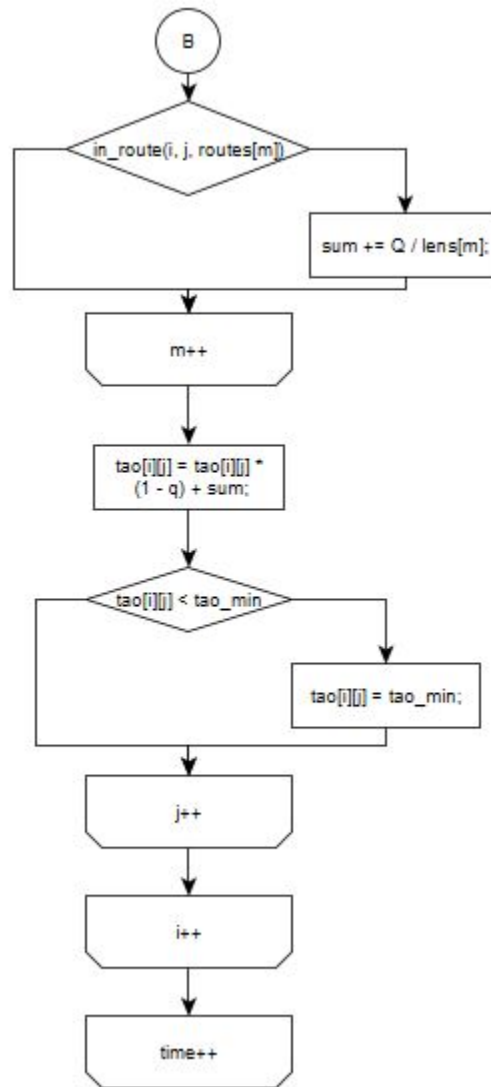 B
in_route(i, j, routes[m])
sum += Q / lens[m];
m++
tao[i][j] = tao[i][j] *
(1 - q) + sum;
tao[i][j] < tao_min
tao[i][j] = tao_min;
j++
i++
time++